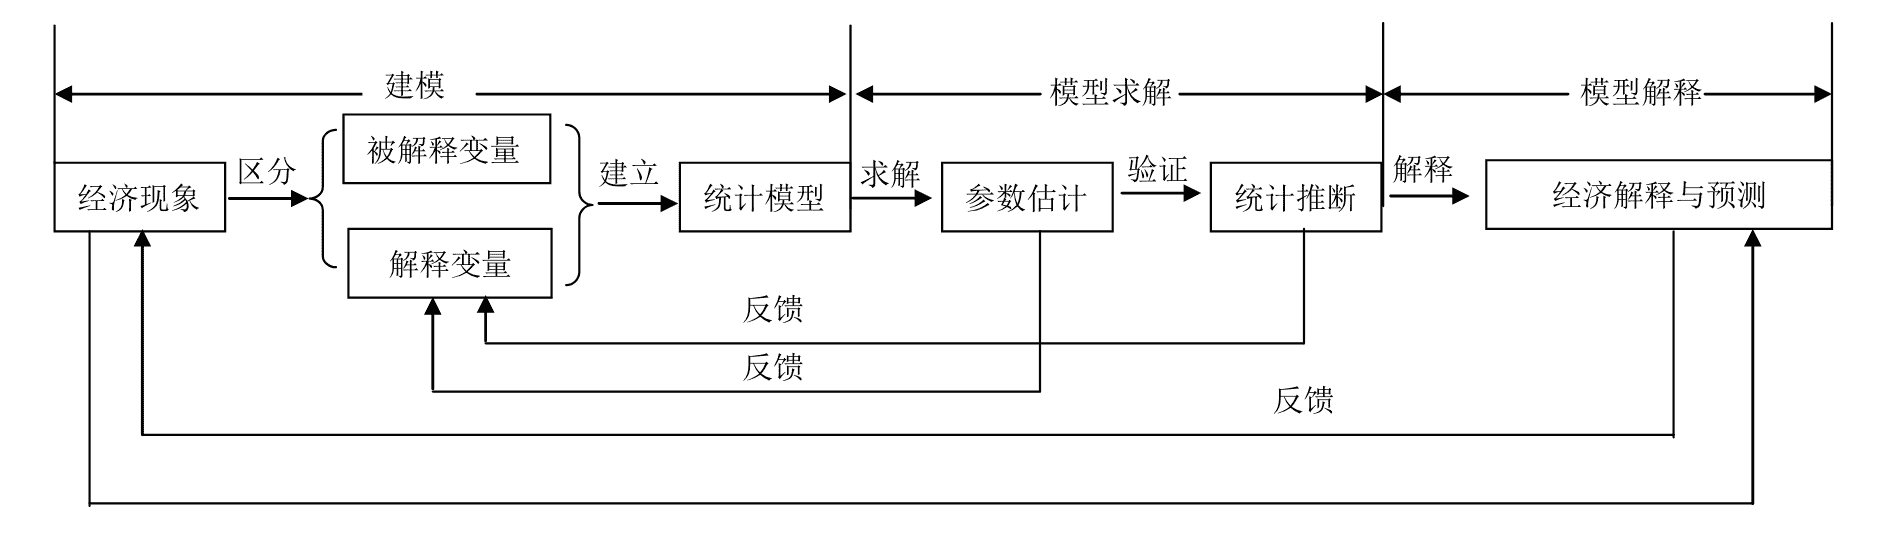 建模
模型求解
模型解释
被解释变量
区分
建立
求解
验证
解释
经济现象
统计模型
参数估计
统计推断
经济解释与预测
解释变量
反馈
反馈
反馈